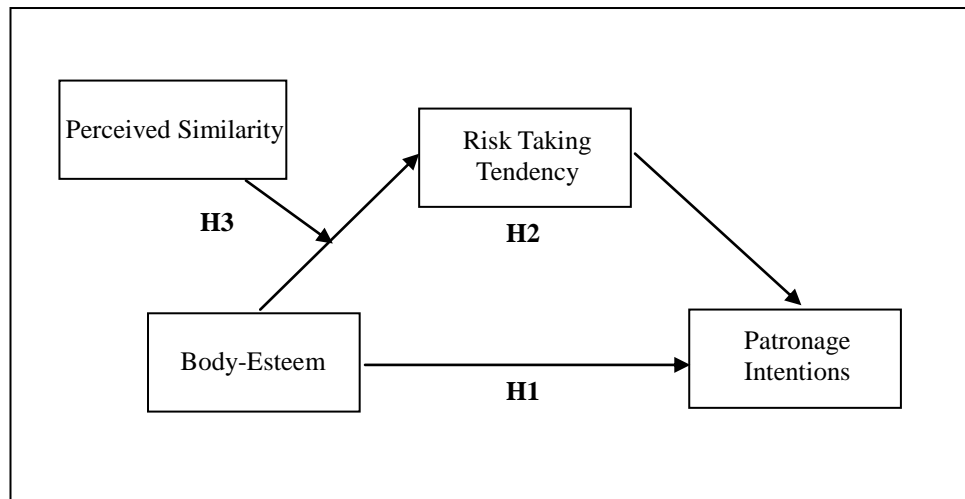 Perceived Similarity
Risk Taking
Tendency
H3
H2
Body-Esteem
H1
Patronage
Intentions